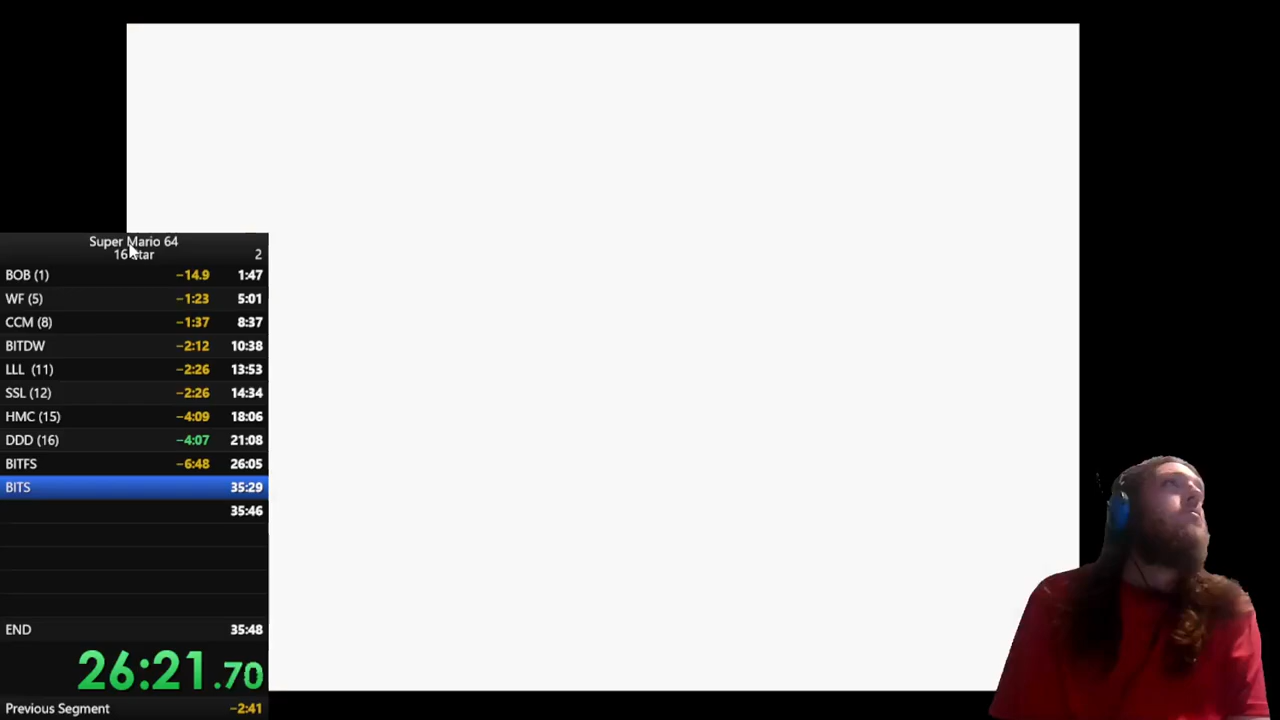 Super Mario 64
16 Star 2
BOB (1) −14.9 1:47
WF (5) −1:23 5:01
CCM (8) −1:37 8:37
BITDW −2:12 10:38
LLL (11) −2:26 13:53
SSL (12) −2:26 14:34
HMC (15) −4:09 18:06
DDD (16) −4:07 21:08
BITFS −6:48 26:05
BITS 35:29
35:46
END 35:48
26:21.70
Previous Segment −2:41